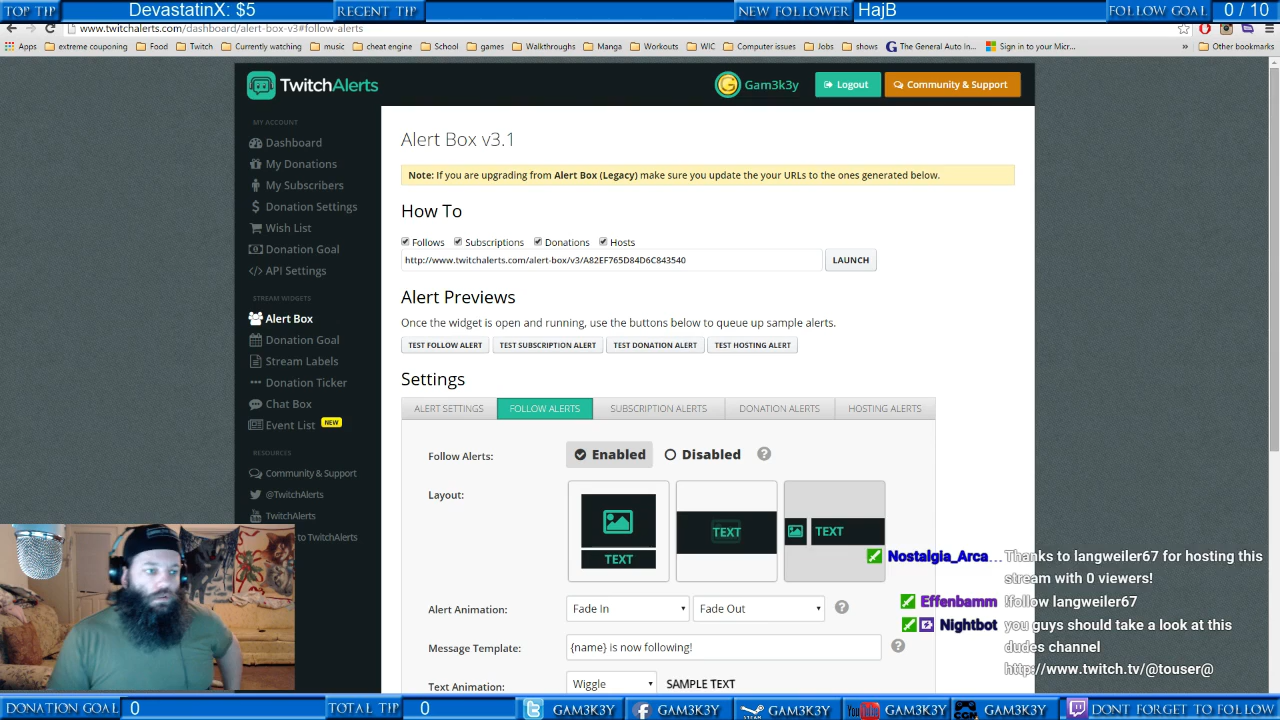 TOP TIP
DevastatinX: $5
RECENT TIP
NEW FOLLOWER
HajB
FOLLOW GOAL
0 / 10
www.twitchalerts.com/dashboard/alert-box-v3#follow-alerts
Apps
extreme couponing
Food
Twitch
Currently watching
music
cheat engine
School
games
Walkthroughs
Manga
Workouts
WIC
Computer issues
Jobs
shows
The General Auto In...
Sign in to your Micr...
»
Other bookmarks
TwitchAlerts
Gam3k3y
Logout
Community & Support
MY ACCOUNT
Dashboard
My Donations
My Subscribers
Donation Settings
Wish List
Donation Goal
API Settings
STREAM WIDGETS
Alert Box
Donation Goal
Stream Labels
Donation Ticker
Chat Box
Event List NEW
RESOURCES
Community & Support
@TwitchAlerts
TwitchAlerts
to TwitchAlerts
Alert Box v3.1
Note: If you are upgrading from Alert Box (Legacy) make sure you update the your URLs to the ones generated below.
How To
Follows Subscriptions Donations Hosts
http://www.twitchalerts.com/alert-box/v3/A82EF765D84D6C843540
LAUNCH
Alert Previews
Once the widget is open and running, use the buttons below to queue up sample alerts.
TEST FOLLOW ALERT
TEST SUBSCRIPTION ALERT
TEST DONATION ALERT
TEST HOSTING ALERT
Settings
ALERT SETTINGS
FOLLOW ALERTS
SUBSCRIPTION ALERTS
DONATION ALERTS
HOSTING ALERTS
Follow Alerts:
Enabled
Disabled
?
Layout:
TEXT
TEXT
TEXT
Alert Animation:
Fade In
Fade Out
?
Message Template:
{name} is now following!
?
Text Animation:
Wiggle
SAMPLE TEXT
Nostalgia_Arca...
Thanks to langweiler67 for hosting this
stream with 0 viewers!
Effenbamm
!follow langweiler67
Nightbot
you guys should take a look at this
dudes channel
http://www.twitch.tv/@touser@
DONATION GOAL
0
TOTAL TIP
0
GAM3K3Y
GAM3K3Y
STEAM
GAM3K3Y
YouTube
GAM3K3Y
.COM
GAM3K3Y
DONT FORGET TO FOLLOW